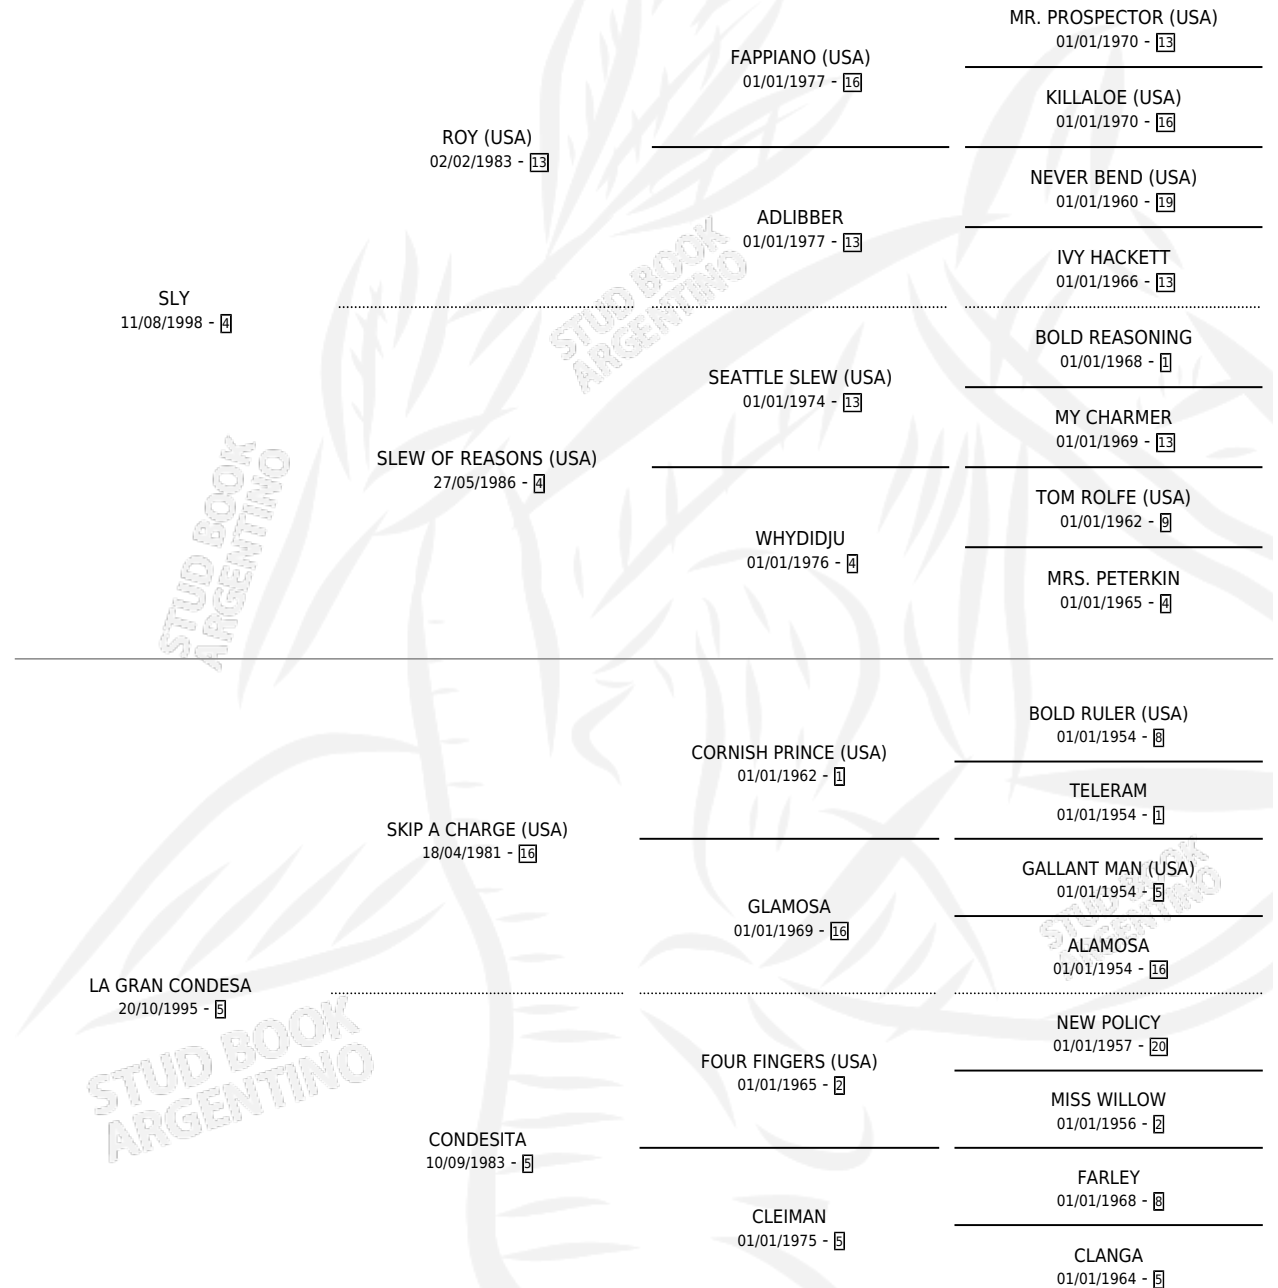 MR. PROSPECTOR (USA)
01/01/1970 - 13
FAPPIANO (USA)
01/01/1977 - 16
KILLALOE (USA)
01/01/1970 - 16
ROY (USA)
02/02/1983 - 13
NEVER BEND (USA)
01/01/1960 - 19
ADLIBBER
01/01/1977 - 13
IVY HACKETT
01/01/1966 - 13
SLY
11/08/1998 - 4
BOLD REASONING
01/01/1968 - 1
SEATTLE SLEW (USA)
01/01/1974 - 13
MY CHARMER
01/01/1969 - 13
SLEW OF REASONS (USA)
27/05/1986 - 4
TOM ROLFE (USA)
01/01/1962 - 9
WHYDIDJU
01/01/1976 - 4
MRS. PETERKIN
01/01/1965 - 4
BOLD RULER (USA)
01/01/1954 - 8
CORNISH PRINCE (USA)
01/01/1962 - 1
TELERAM
01/01/1954 - 1
SKIP A CHARGE (USA)
18/04/1981 - 16
GALLANT MAN (USA)
01/01/1954 - 5
GLAMOSA
01/01/1969 - 16
ALAMOSA
01/01/1954 - 16
LA GRAN CONDESA
20/10/1995 - 5
NEW POLICY
01/01/1957 - 20
FOUR FINGERS (USA)
01/01/1965 - 2
MISS WILLOW
01/01/1956 - 2
CONDESITA
10/09/1983 - 5
FARLEY
01/01/1968 - 8
CLEIMAN
01/01/1975 - 5
CLANGA
01/01/1964 - 5
STUD BOOK
ARGENTINO
STUD BOOK
ARGENTINO
STUD BOOK
ARGENTINO
STUD BOOK
ARGENTINO